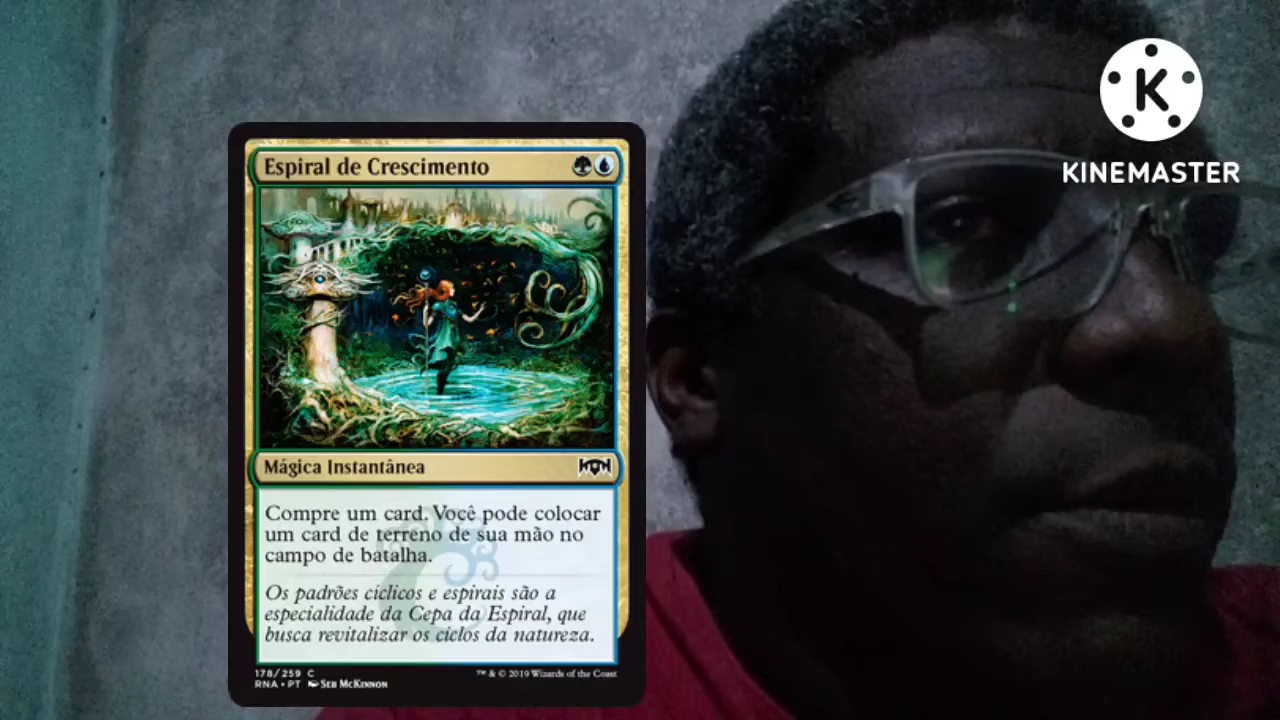 K
KINEMASTER
Espiral de Crescimento
Mágica Instantânea
Compre um card. Você pode colocar
um card de terreno de sua mão no
campo de batalha.
Os padrões cíclicos e espirais são a
especialidade da Cepa da Espiral, que
busca revitalizar os ciclos da natureza.
178/259 C
RNA • PT Seb McKinnon
™ & © 2019 Wizards of the Coast